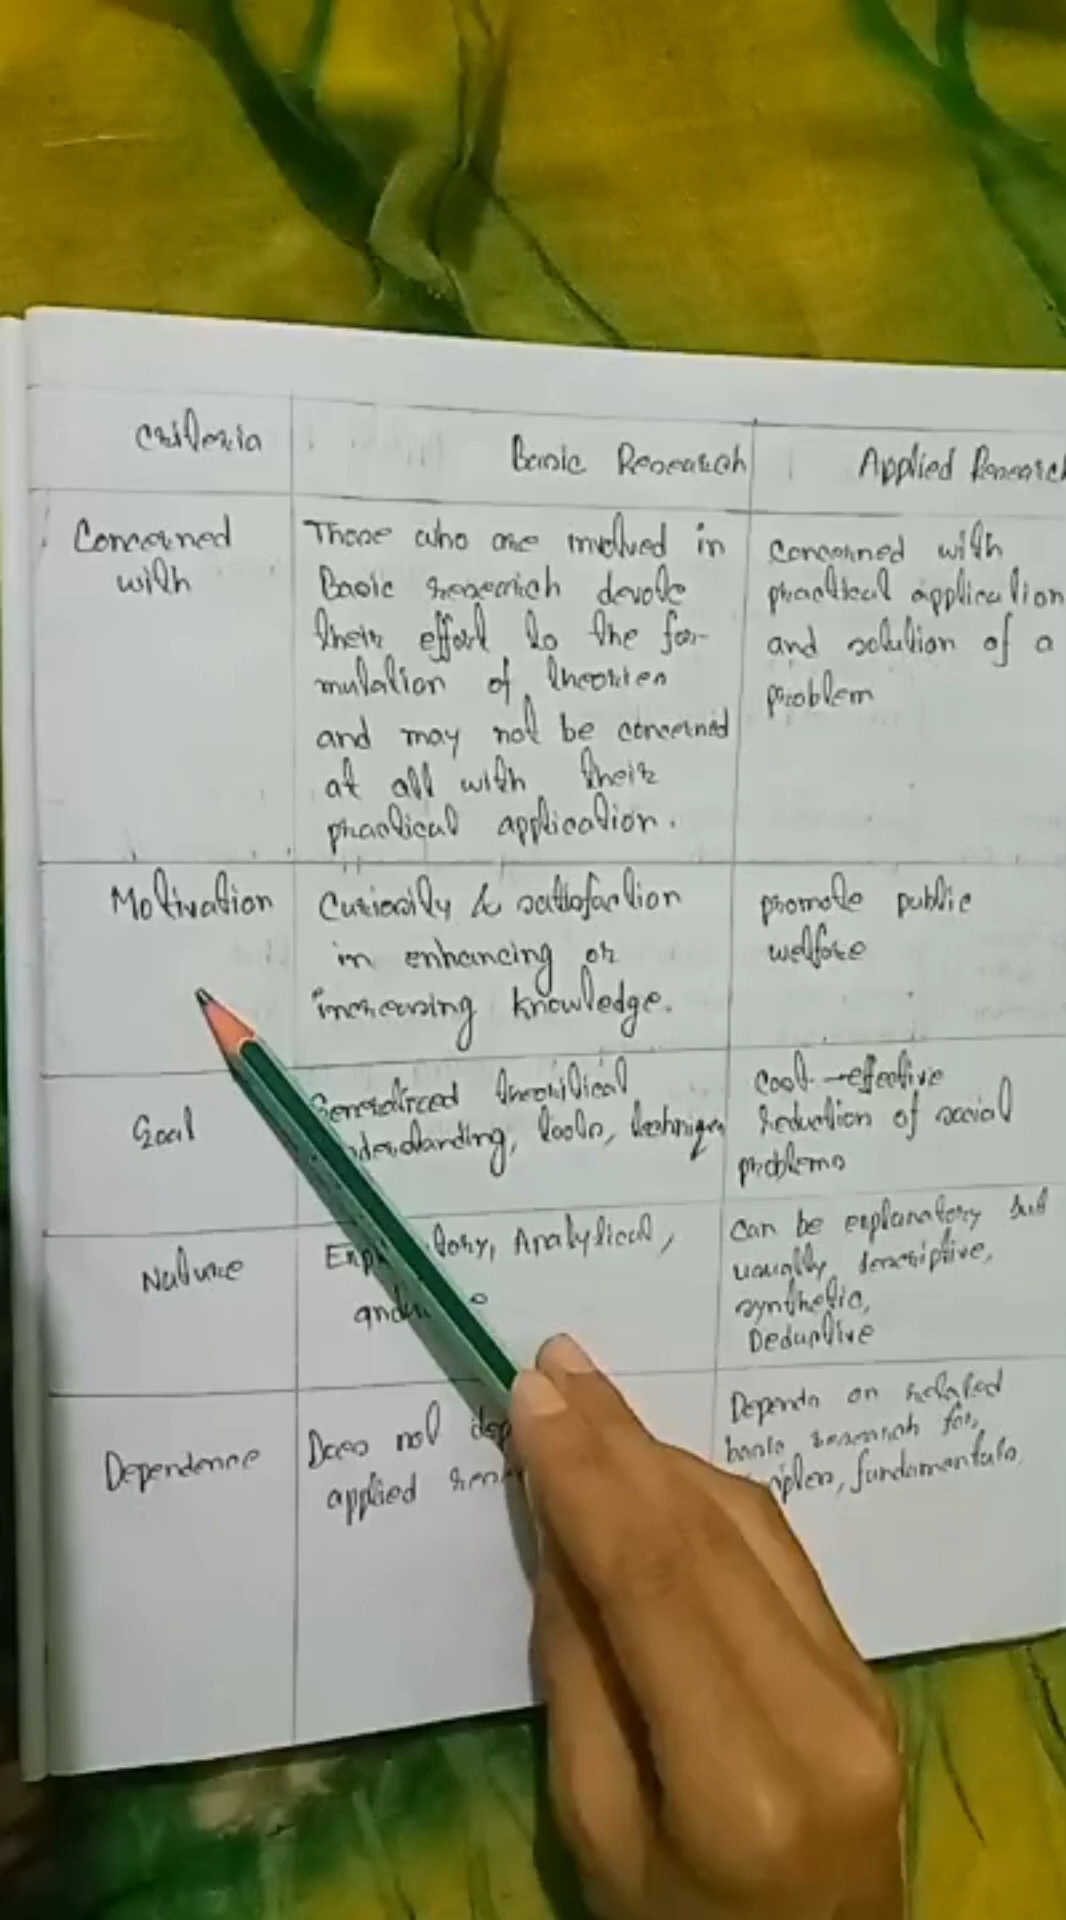 Criteria
Basic Research
Applied Research
Concerned
with
Those who are involved in
Basic research devote
their effort to the for-
mulation of theories
and may not be concerned
at all with their
practical application.
Concerned with
practical application
and solution of a
problem
Motivation
Curiosity & satisfaction
in enhancing or
increasing knowledge.
promote public
welfare
Goal
theoritical
tools,
Cost-effective
reduction of social
problems
Nature
Analytical,
Can be explanatory but
usually descriptive,
synthetic,
Deductive
Dependence
Does not
applied
Depends on related
basic research for,
fundamentals,